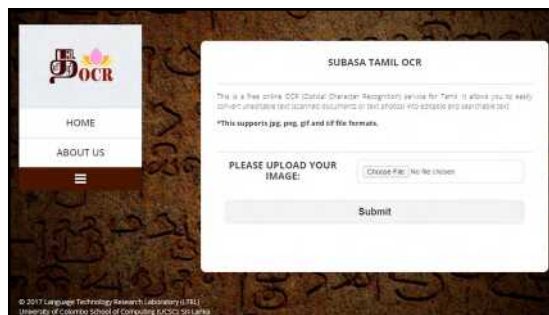 OCR
HOME
ABOUT US
SUBASA TAMIL OCR
This is a free online OCR (Optical Character Recognition) service for Tamil. It allows you to easily
convert uneditable text (scanned documents or text photos) into editable and searchable text.
*This supports jpg, png, gif and tif file formats.
PLEASE UPLOAD YOUR
IMAGE:
Choose File No file chosen
Submit
© 2017 Language Technology Research Laboratory (LTRL)
University of Colombo School of Computing (UCSC), Sri Lanka